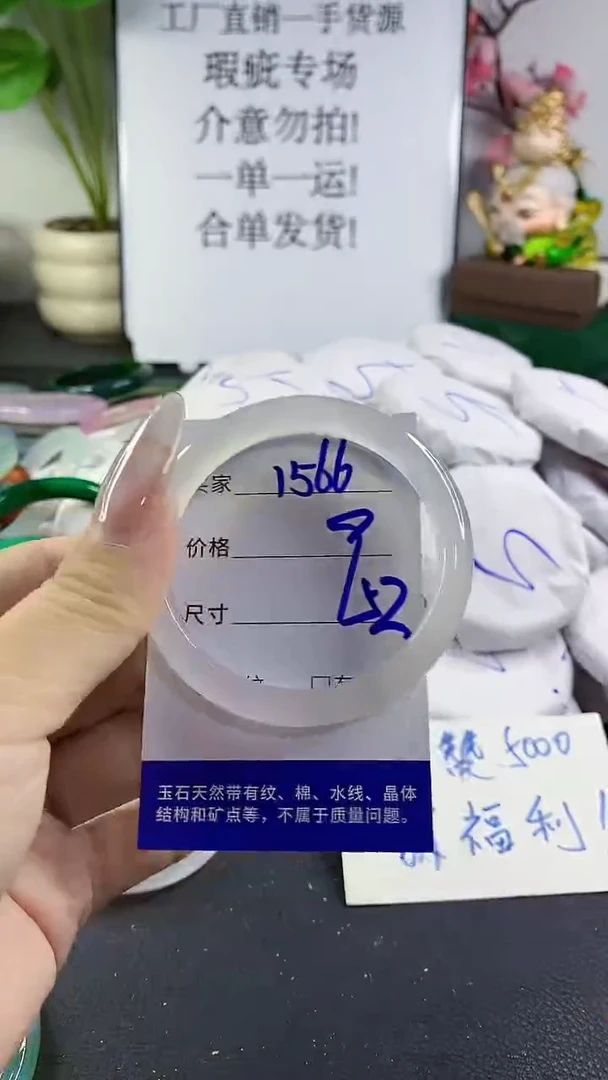 工厂直销一手货源
瑕疵专场
介意勿拍!
一单一运!
合单发货!
家 1566
价格
尺寸 52
玉石天然带有纹、棉、水线、晶体
结构和矿点等，不属于质量问题。
赞 5000
福利!